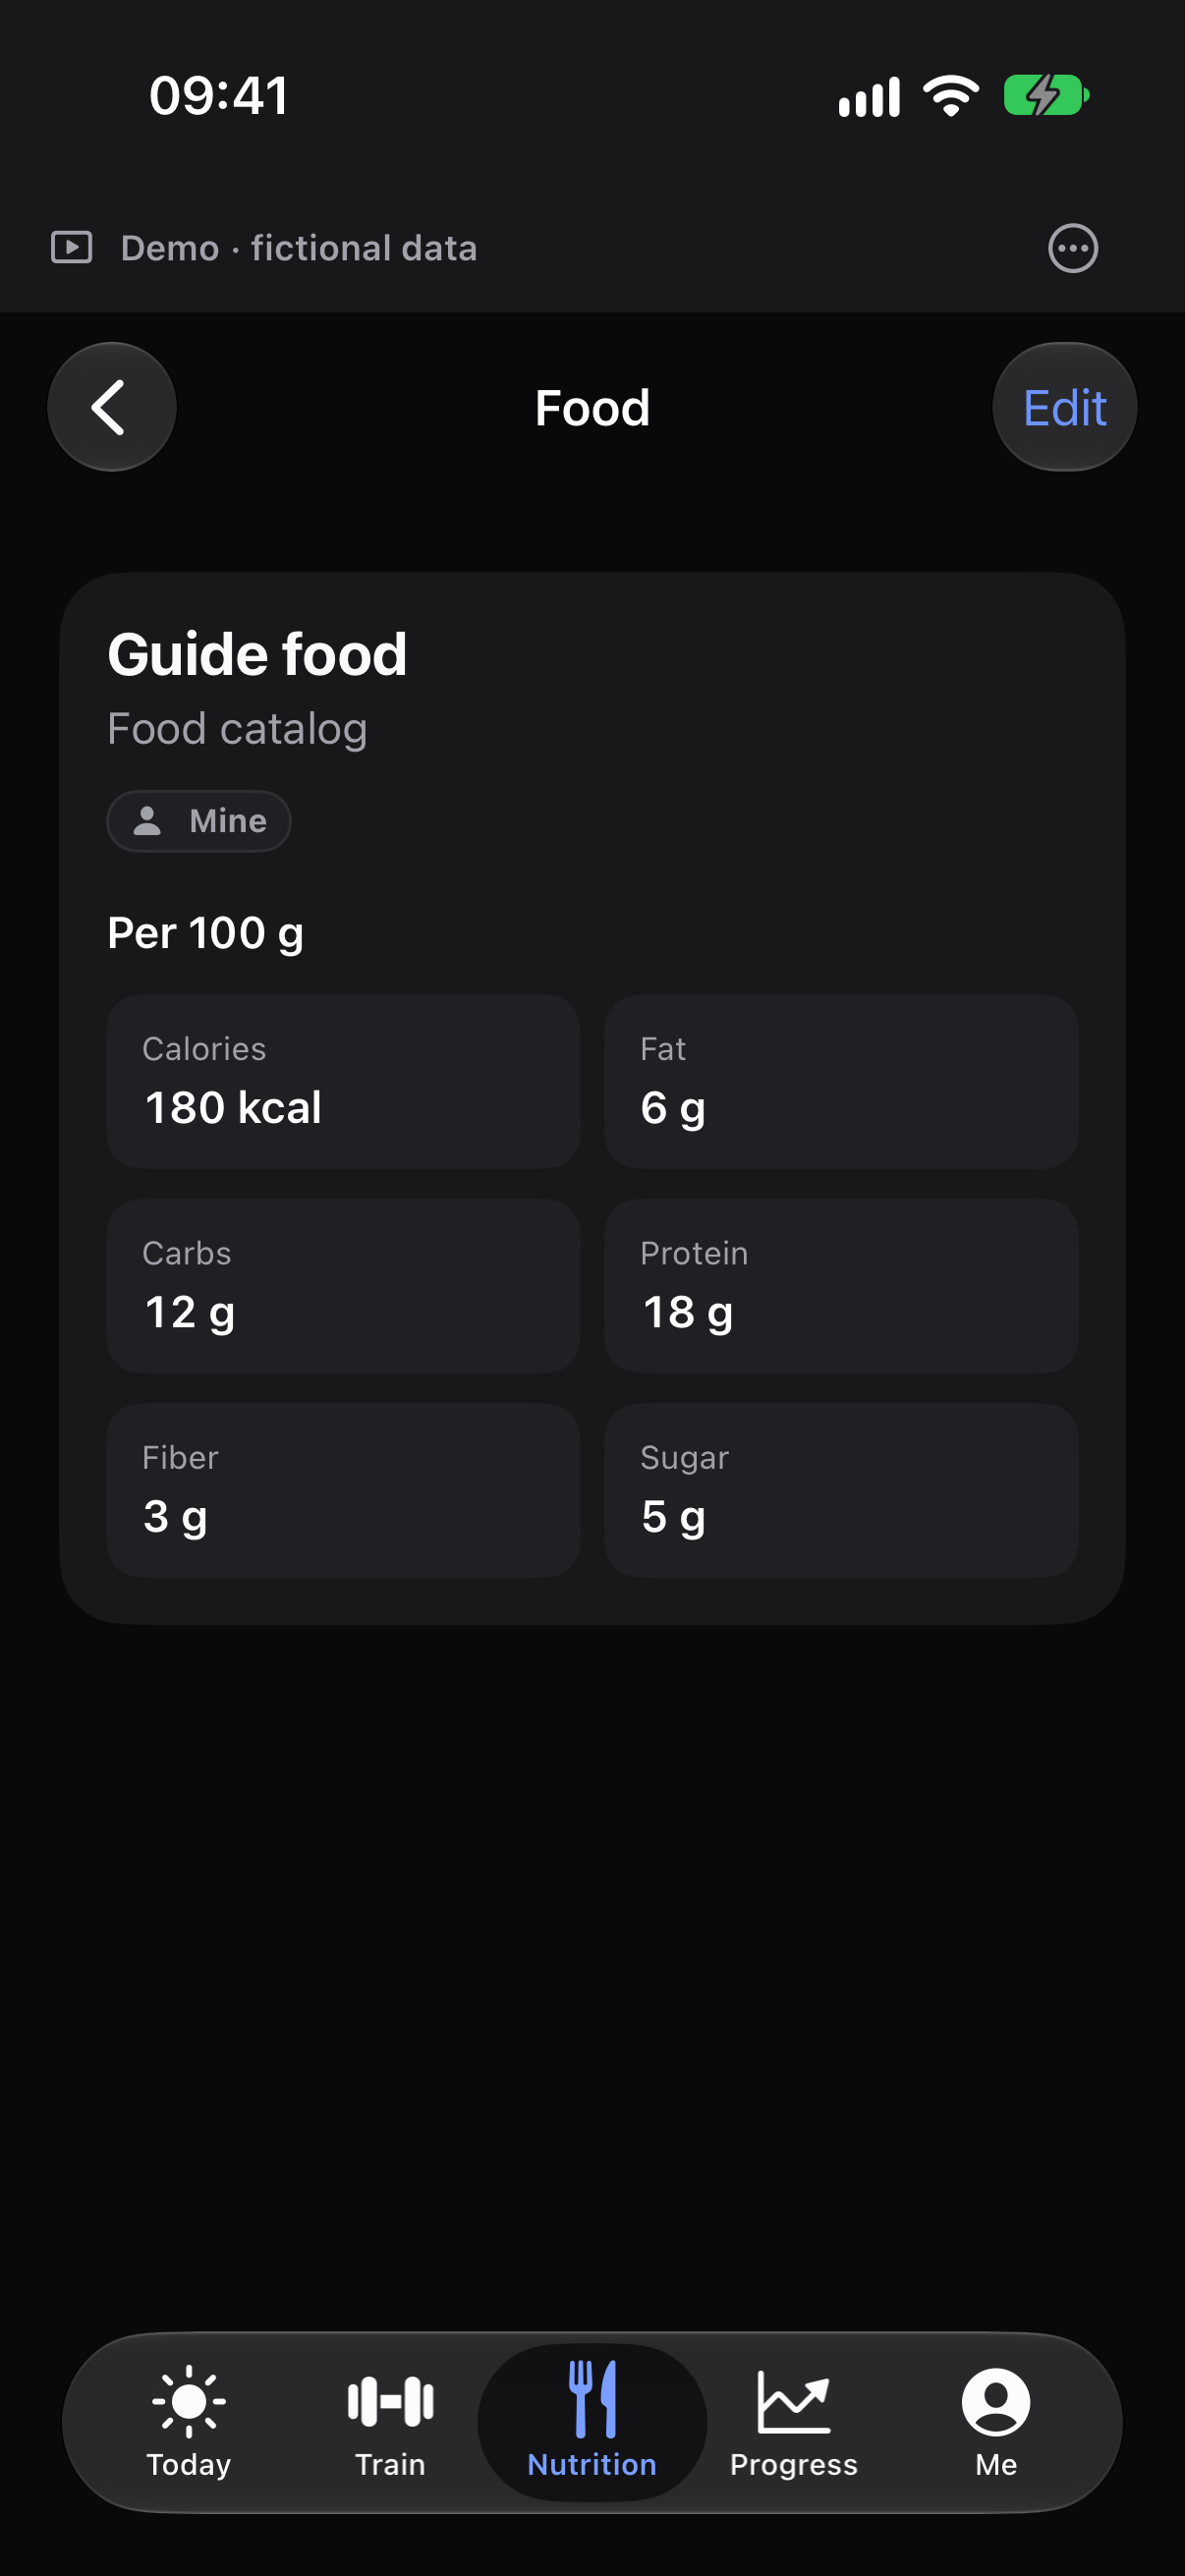 09:41
Demo · fictional data
Food
Edit
Guide food
Food catalog
Mine
Per 100 g
Calories
180 kcal
Fat
6 g
Carbs
12 g
Protein
18 g
Fiber
3 g
Sugar
5 g
Today
Train
Nutrition
Progress
Me